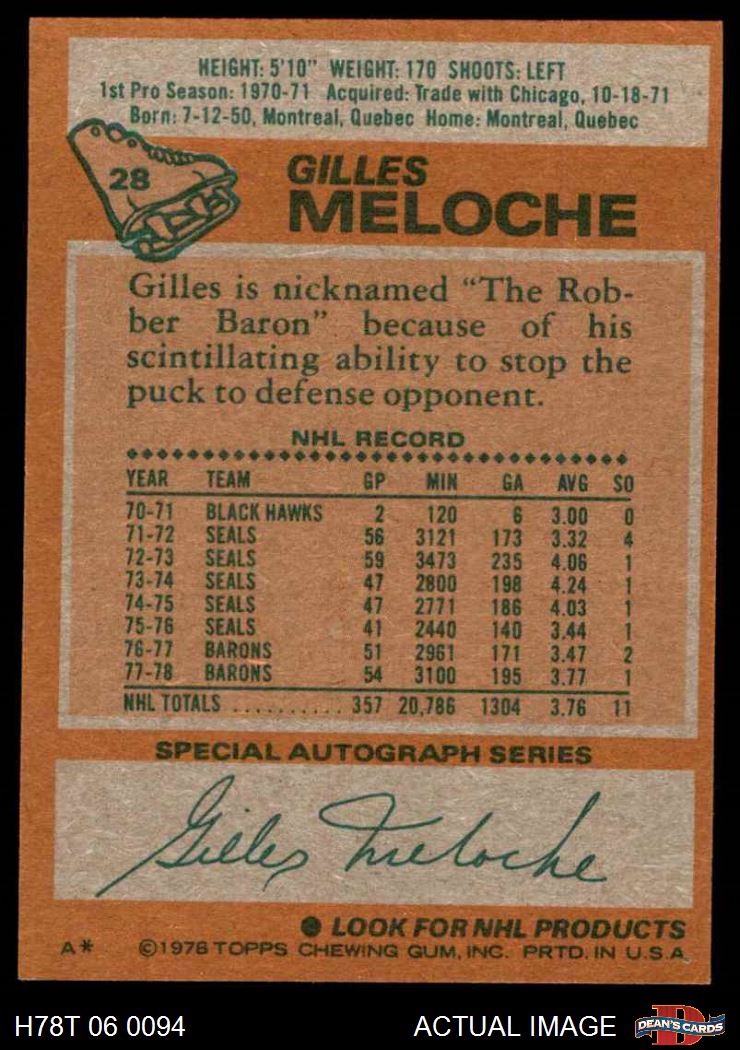 HEIGHT: 5'10" WEIGHT: 170 SHOOTS: LEFT
1st Pro Season: 1970-71 Acquired: Trade with Chicago, 10-18-71
Born: 7-12-50, Montreal, Quebec Home: Montreal, Quebec
28
GILLES
MELOCHE
Gilles is nicknamed "The Rob-
ber Baron" because of his
scintillating ability to stop the
puck to defense opponent.
NHL RECORD
YEAR TEAM GP MIN GA AVG SO
70-71 BLACK HAWKS 2 120 6 3.00 0
71-72 SEALS 56 3121 173 3.32 4
72-73 SEALS 59 3473 235 4.06 1
73-74 SEALS 47 2800 198 4.24 1
74-75 SEALS 47 2771 186 4.03 1
75-76 SEALS 41 2440 140 3.44 1
76-77 BARONS 51 2961 171 3.47 2
77-78 BARONS 54 3100 195 3.77 1
NHL TOTALS .......... 357 20,786 1304 3.76 11
SPECIAL AUTOGRAPH SERIES
Gilles Meloche
● LOOK FOR NHL PRODUCTS
A* ©1978 TOPPS CHEWING GUM, INC. PRTD. IN U.S.A
H78T 06 0094 ACTUAL IMAGE D DEAN'S CARDS